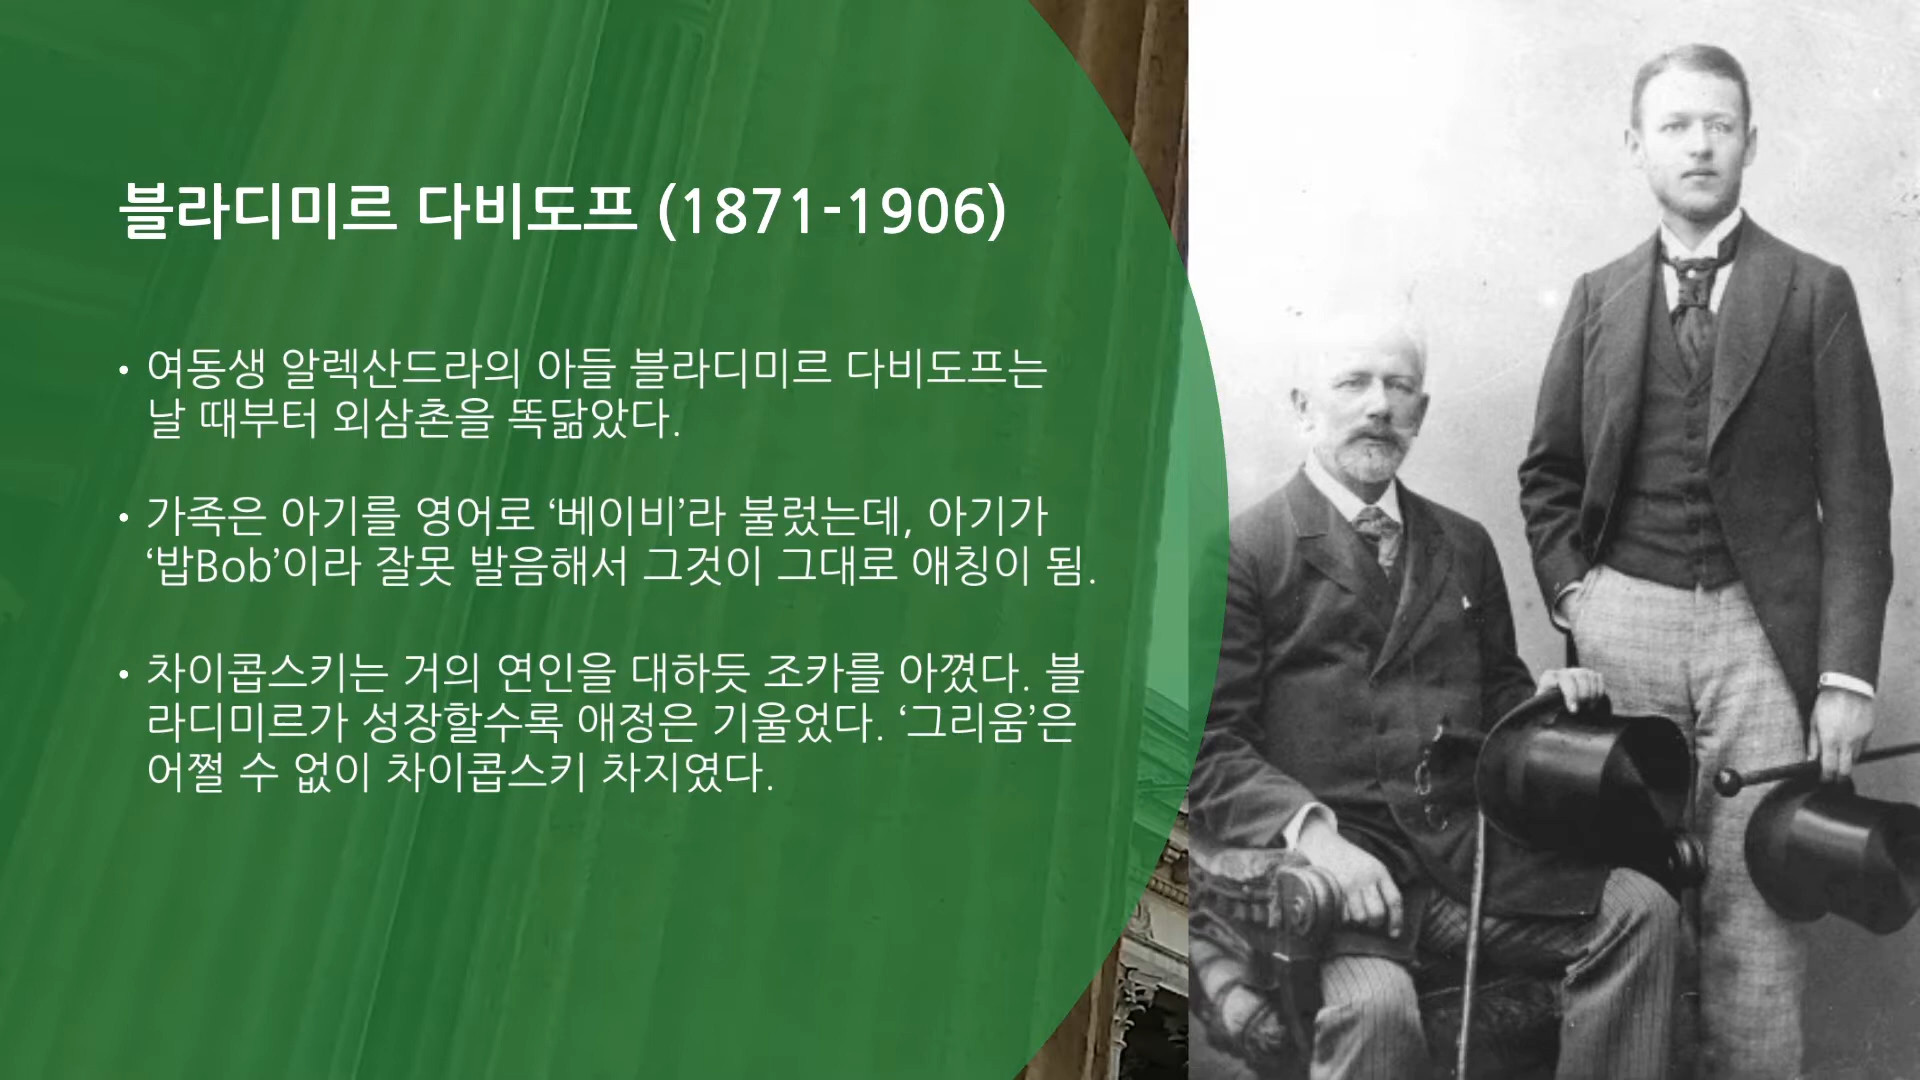 블라디미르 다비도프 (1871-1906)
• 여동생 알렉산드라의 아들 블라디미르 다비도프는
날 때부터 외삼촌을 똑닮았다.
• 가족은 아기를 영어로 ‘베이비’라 불렀는데, 아기가
‘밥Bob’이라 잘못 발음해서 그것이 그대로 애칭이 됨.
• 차이콥스키는 거의 연인을 대하듯 조카를 아꼈다. 블
라디미르가 성장할수록 애정은 기울었다. ‘그리움’은
어쩔 수 없이 차이콥스키 차지였다.